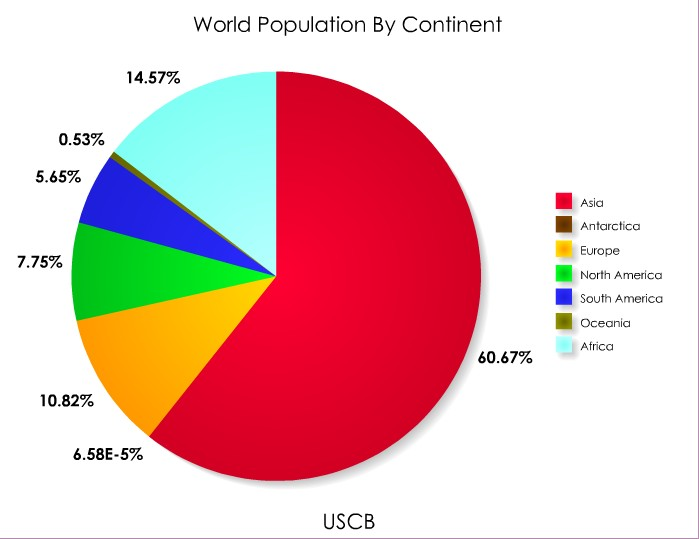 World Population By Continent
14.57%
0.53%
5.65%
7.75%
10.82%
6.58E-5%
60.67%
Asia
Antarctica
Europe
North America
South America
Oceania
Africa
USCB